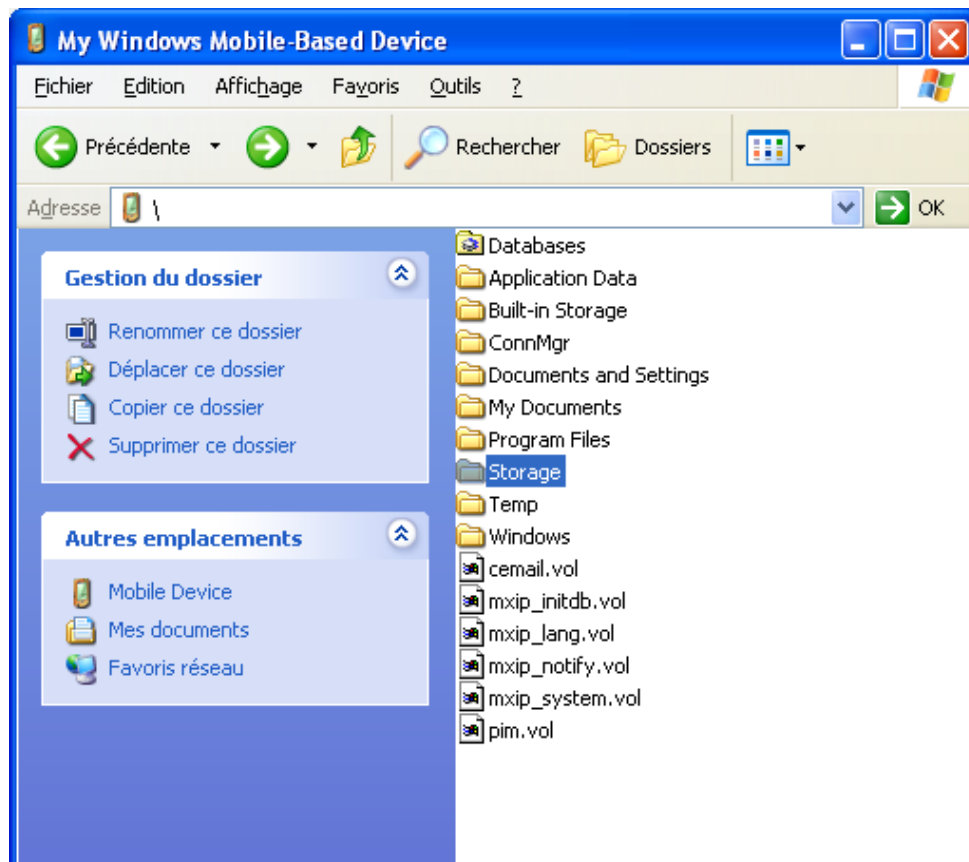 My Windows Mobile-Based Device
Fichier Edition Affichage Favoris Outils ?
Précédente Rechercher Dossiers
Adresse \ OK
Gestion du dossier
Renommer ce dossier
Déplacer ce dossier
Copier ce dossier
Supprimer ce dossier
Autres emplacements
Mobile Device
Mes documents
Favoris réseau
Databases
Application Data
Built-in Storage
ConnMgr
Documents and Settings
My Documents
Program Files
Storage
Temp
Windows
cemail.vol
mxip_initdb.vol
mxip_lang.vol
mxip_notify.vol
mxip_system.vol
pim.vol